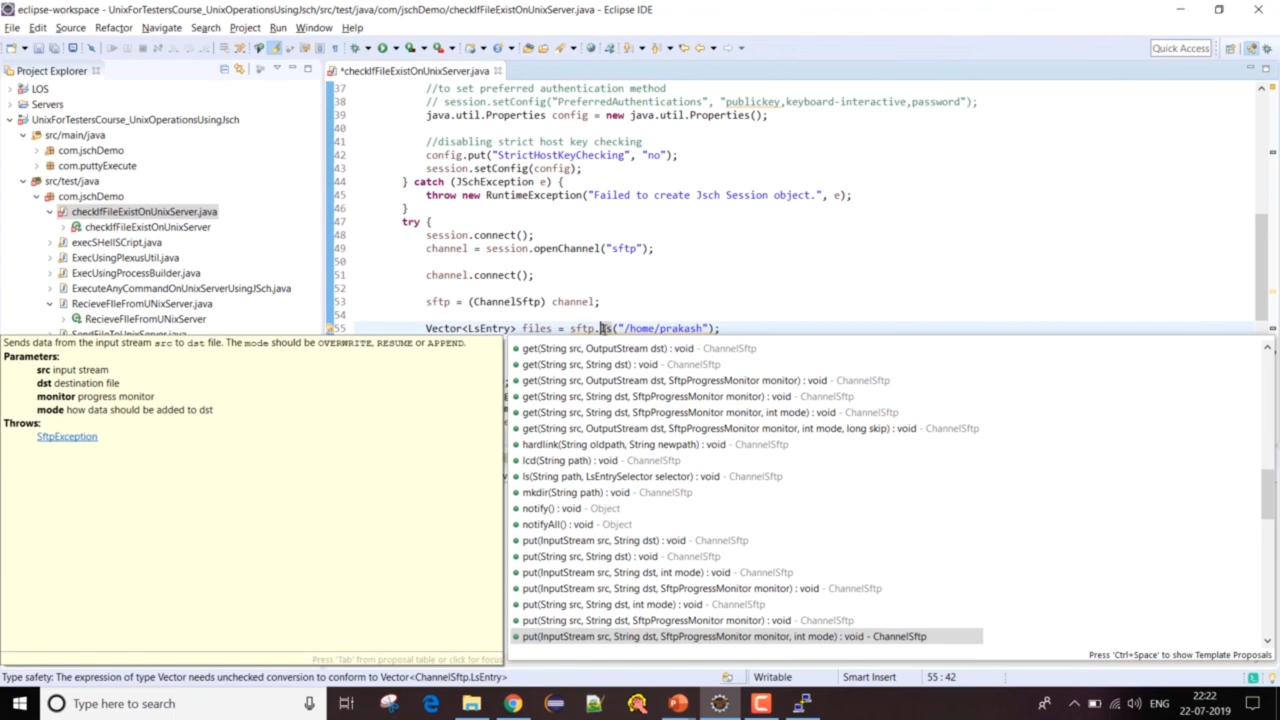 eclipse-workspace - UnixForTestersCourse_UnixOperationsUsingJsch/src/test/java/com/jschDemo/checkIfFileExistOnUnixServer.java - Eclipse IDE
File Edit Source Refactor Navigate Search Project Run Window Help
Quick Access
Project Explorer
*checkIfFileExistOnUnixServer.java
LOS
Servers
UnixForTestersCourse_UnixOperationsUsingJsch
src/main/java
com.jschDemo
com.puttyExecute
src/test/java
com.jschDemo
checkIfFileExistOnUnixServer.java
checkIfFileExistOnUnixServer
execSHellSCript.java
ExecUsingPlexusUtil.java
ExecUsingProcessBuilder.java
ExecuteAnyCommandOnUnixServerUsingJSch.java
RecieveFIleFromUNixServer.java
RecieveFIleFromUNixServer
37 //to set preferred authentication method
38 // session.setConfig("PreferredAuthentications", "publickey,keyboard-interactive,password");
39 java.util.Properties config = new java.util.Properties();
40
41 //disabling strict host key checking
42 config.put("StrictHostKeyChecking", "no");
43 session.setConfig(config);
44 } catch (JSchException e) {
45 throw new RuntimeException("Failed to create Jsch Session object.", e);
46 }
47 try {
48 session.connect();
49 channel = session.openChannel("sftp");
50
51 channel.connect();
52
53 sftp = (ChannelSftp) channel;
54
55 Vector<LsEntry> files = sftp.ls("/home/prakash");
Sends data from the input stream src to dst file. The mode should be OVERWRITE, RESUME or APPEND.
Parameters:
src input stream
dst destination file
monitor progress monitor
mode how data should be added to dst
Throws:
SftpException
Press 'Tab' from proposal table or click for focus
get(String src, OutputStream dst) : void - ChannelSftp
get(String src, String dst) : void - ChannelSftp
get(String src, OutputStream dst, SftpProgressMonitor monitor) : void - ChannelSftp
get(String src, String dst, SftpProgressMonitor monitor) : void - ChannelSftp
get(String src, String dst, SftpProgressMonitor monitor, int mode) : void - ChannelSftp
get(String src, OutputStream dst, SftpProgressMonitor monitor, int mode, long skip) : void - ChannelSftp
hardlink(String oldpath, String newpath) : void - ChannelSftp
lcd(String path) : void - ChannelSftp
ls(String path, LsEntrySelector selector) : void - ChannelSftp
mkdir(String path) : void - ChannelSftp
notify() : void - Object
notifyAll() : void - Object
put(InputStream src, String dst) : void - ChannelSftp
put(String src, String dst) : void - ChannelSftp
put(InputStream src, String dst, int mode) : void - ChannelSftp
put(InputStream src, String dst, SftpProgressMonitor monitor) : void - ChannelSftp
put(String src, String dst, int mode) : void - ChannelSftp
put(String src, String dst, SftpProgressMonitor monitor) : void - ChannelSftp
put(InputStream src, String dst, SftpProgressMonitor monitor, int mode) : void - ChannelSftp
Press 'Ctrl+Space' to show Template Proposals
Type safety: The expression of type Vector needs unchecked conversion to conform to Vector<ChannelSftp.LsEntry>
Writable
Smart Insert
55 : 42
Type here to search
ENG
22:22
22-07-2019